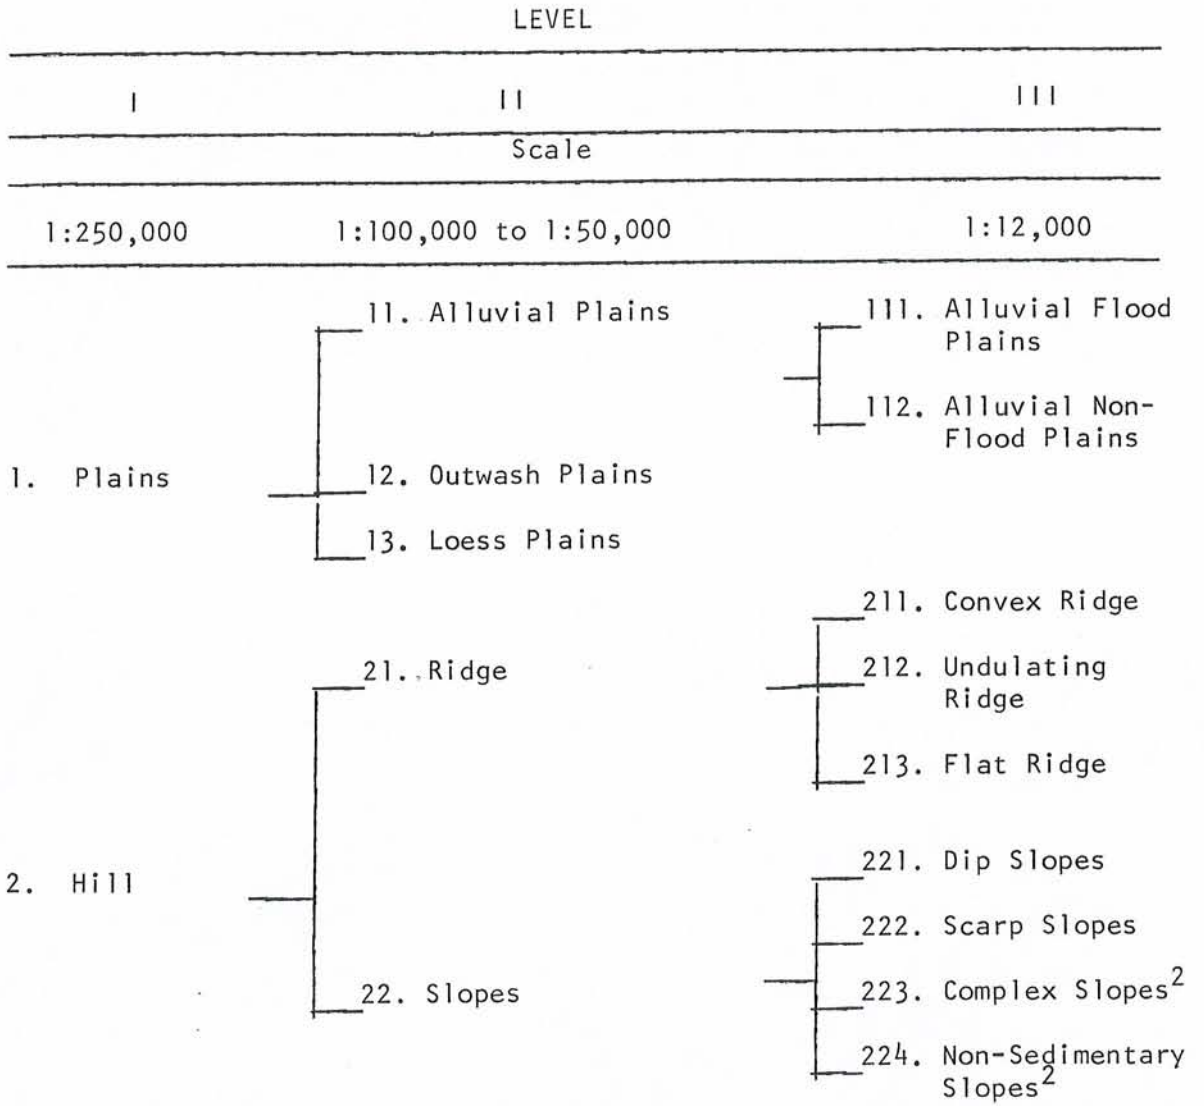 LEVEL
I II III
Scale
1:250,000 1:100,000 to 1:50,000 1:12,000
11. Alluvial Plains
111. Alluvial Flood
Plains
112. Alluvial Non-
Flood Plains
1. Plains
12. Outwash Plains
13. Loess Plains
211. Convex Ridge
21. Ridge
212. Undulating
Ridge
213. Flat Ridge
2. Hill
221. Dip Slopes
222. Scarp Slopes
22. Slopes
223. Complex Slopes²
224. Non-Sedimentary
Slopes²